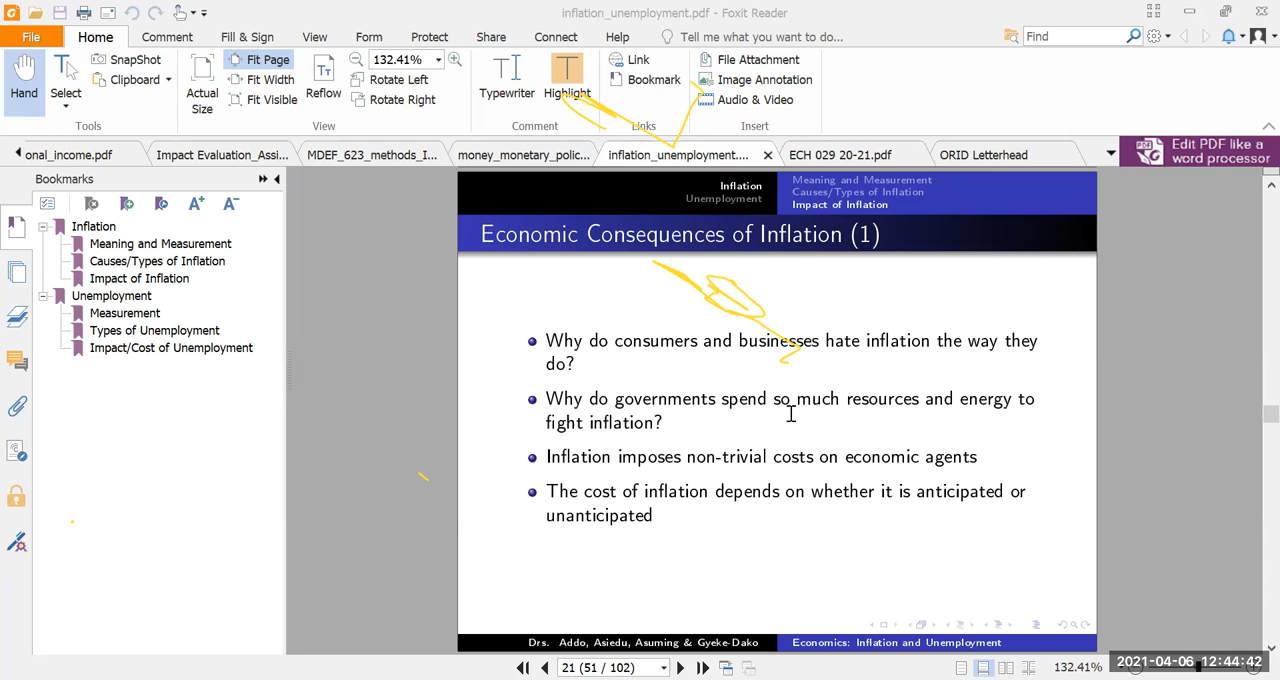 inflation_unemployment.pdf - Foxit Reader
File Home Comment Fill & Sign View Form Protect Share Connect Help Tell me what you want to do... Find
Hand
Select
SnapShot
Clipboard
Tools
Actual Size
Fit Page
Fit Width
Fit Visible
Reflow
132.41%
Rotate Left
Rotate Right
View
Typewriter
Highlight
Comment
Link
Bookmark
Links
File Attachment
Image Annotation
Audio & Video
Insert
onal_income.pdf Impact Evaluation_Assi... MDEF_623_methods_I... money_monetary_polic... inflation_unemployment.... ECH 029 20-21.pdf ORID Letterhead
Edit PDF like a
word processor
Bookmarks
Inflation
Meaning and Measurement
Causes/Types of Inflation
Impact of Inflation
Unemployment
Measurement
Types of Unemployment
Impact/Cost of Unemployment
Inflation
Unemployment
Meaning and Measurement
Causes/Types of Inflation
Impact of Inflation
Economic Consequences of Inflation (1)
Why do consumers and businesses hate inflation the way they
do?
Why do governments spend so much resources and energy to
fight inflation?
Inflation imposes non-trivial costs on economic agents
The cost of inflation depends on whether it is anticipated or
unanticipated
Drs. Addo, Asiedu, Asuming & Gyeke-Dako Economics: Inflation and Unemployment
21 (51 / 102) 132.41%
2021-04-06 12:44:42